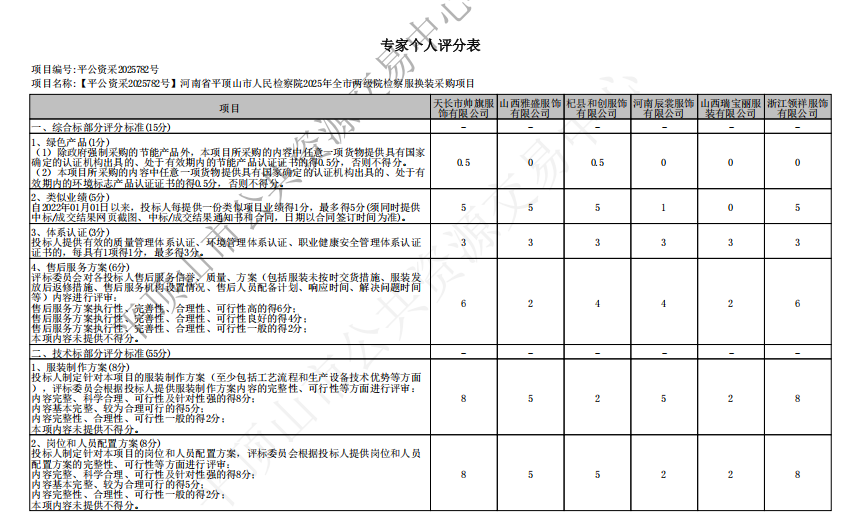 专家个人评分表
项目编号:平公资采2025782号
项目名称:【平公资采2025782号】河南省平顶山市人民检察院2025年全市两级院检察服换装采购项目
项目 天长市帅旗服饰有限公司 山西雅盛服饰有限公司 杞县和创服饰有限公司 河南辰裳服饰有限公司 山西瑞宝丽服装有限公司 浙江领祥服饰有限公司
一、综合标部分评分标准(15分) - - - - - -
1、绿色产品(1分)
（1）除政府强制采购的节能产品外，本项目所采购的内容中任意一项货物提供具有国家
确定的认证机构出具的、处于有效期内的节能产品认证证书的得0.5分，否则不得分。
（2）本项目所采购的内容中任意一项货物提供具有国家确定的认证机构出具的、处于有
效期内的环境标志产品认证证书的得0.5分，否则不得分。
0.5 0 0.5 0 0 0
2、类似业绩(5分)
自2022年01月01日以来，投标人每提供一份类似项目业绩得1分，最多得5分(须同时提供
中标/成交结果网页截图、中标/成交结果通知书和合同，日期以合同签订时间为准)。
5 5 5 1 0 5
3、体系认证(3分)
投标人提供有效的质量管理体系认证、环境管理体系认证、职业健康安全管理体系认证
证书的，每具有1项得1分，最多得3分。
3 3 3 3 3 3
4、售后服务方案(6分)
评标委员会对各投标人售后服务信誉、质量、方案（包括服装未按时交货措施、服装发
放后返修措施、售后服务机构设置情况、售后人员配备计划、响应时间、解决问题时间
等）内容进行评审:
售后服务方案执行性、完善性、合理性、可行性高的得6分;
售后服务方案执行性、完善性、合理性、可行性良好的得4分;
售后服务方案执行性、完善性、合理性、可行性一般的得2分;
本项内容未提供不得分。
6 2 4 4 2 6
二、技术标部分评分标准(55分) - - - - - -
1、服装制作方案(8分)
投标人制定针对本项目的服装制作方案（至少包括工艺流程和生产设备技术优势等方面
），评标委员会根据投标人提供服装制作方案内容的完整性、可行性等方面进行评审:
内容完整、科学合理、可行性及针对性强的得8分;
内容基本完整、较为合理可行的得5分;
内容完整性、合理性、可行性一般的得2分;
本项内容未提供不得分。
8 5 2 5 2 8
2、岗位和人员配置方案(8分)
投标人制定针对本项目的岗位和人员配置方案，评标委员会根据投标人提供岗位和人员
配置方案的完整性、可行性等方面进行评审:
内容完整、科学合理、可行性及针对性强的得8分;
内容基本完整、较为合理可行的得5分;
内容完整性、合理性、可行性一般的得2分;
本项内容未提供不得分。
8 5 5 2 2 8
平顶山市公共资源交易中心
平顶山市公共资源交易中心